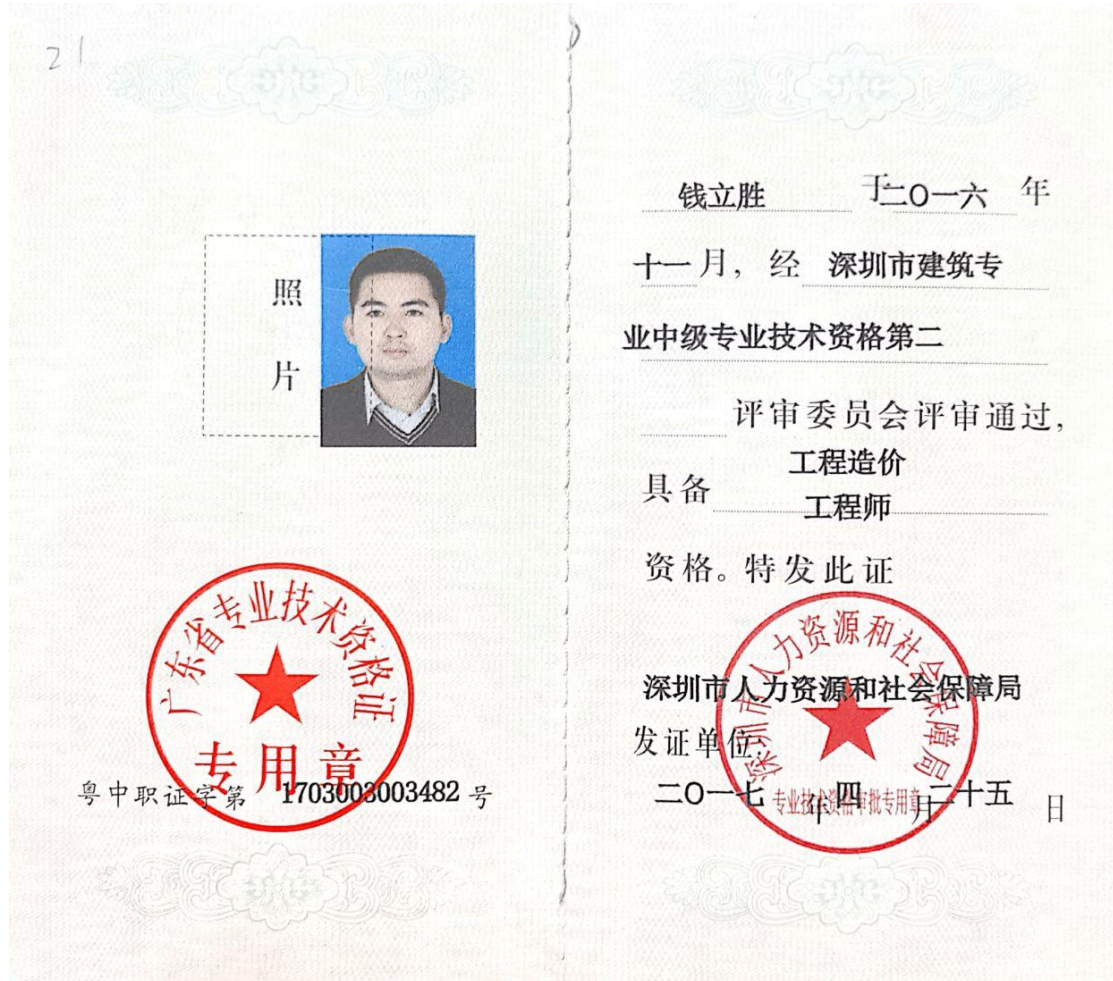 21
照
片
广东省专业技术资格证
专用章
粤中职证字第 1703003003482 号
钱立胜 于二〇一六 年
十一月，经 深圳市建筑专
业中级专业技术资格第二
评审委员会评审通过，
工程造价
具备
工程师
资格。特发此证
深圳市人力资源和社会保障局
深圳市人力资源和社会保障局
发证单位：
二〇一七年四月二十五日
专业技术资格审批专用章